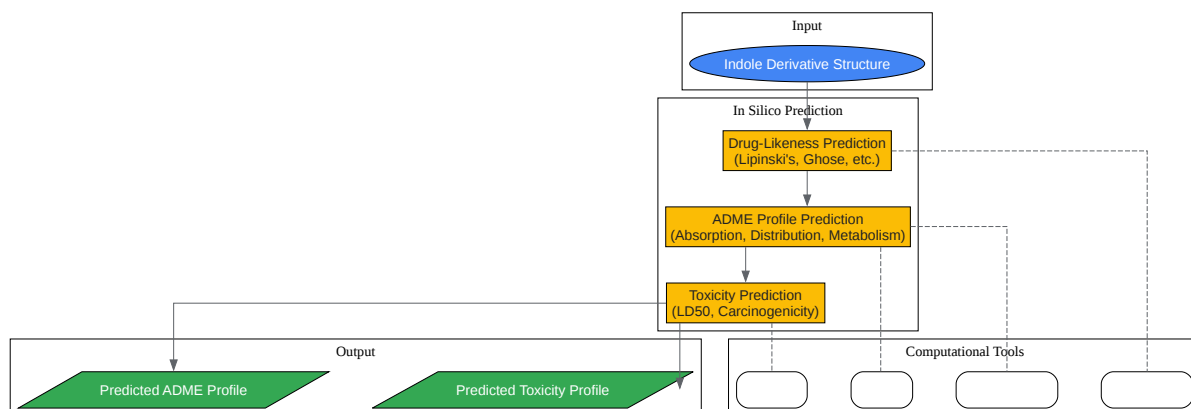 Input
Indole Derivative Structure
In Silico Prediction
Drug-Likeness Prediction
(Lipinski's, Ghose, etc.)
ADME Profile Prediction
(Absorption, Distribution, Metabolism)
Toxicity Prediction
(LD50, Carcinogenicity)
Output
Computational Tools
Predicted ADME Profile
Predicted Toxicity Profile